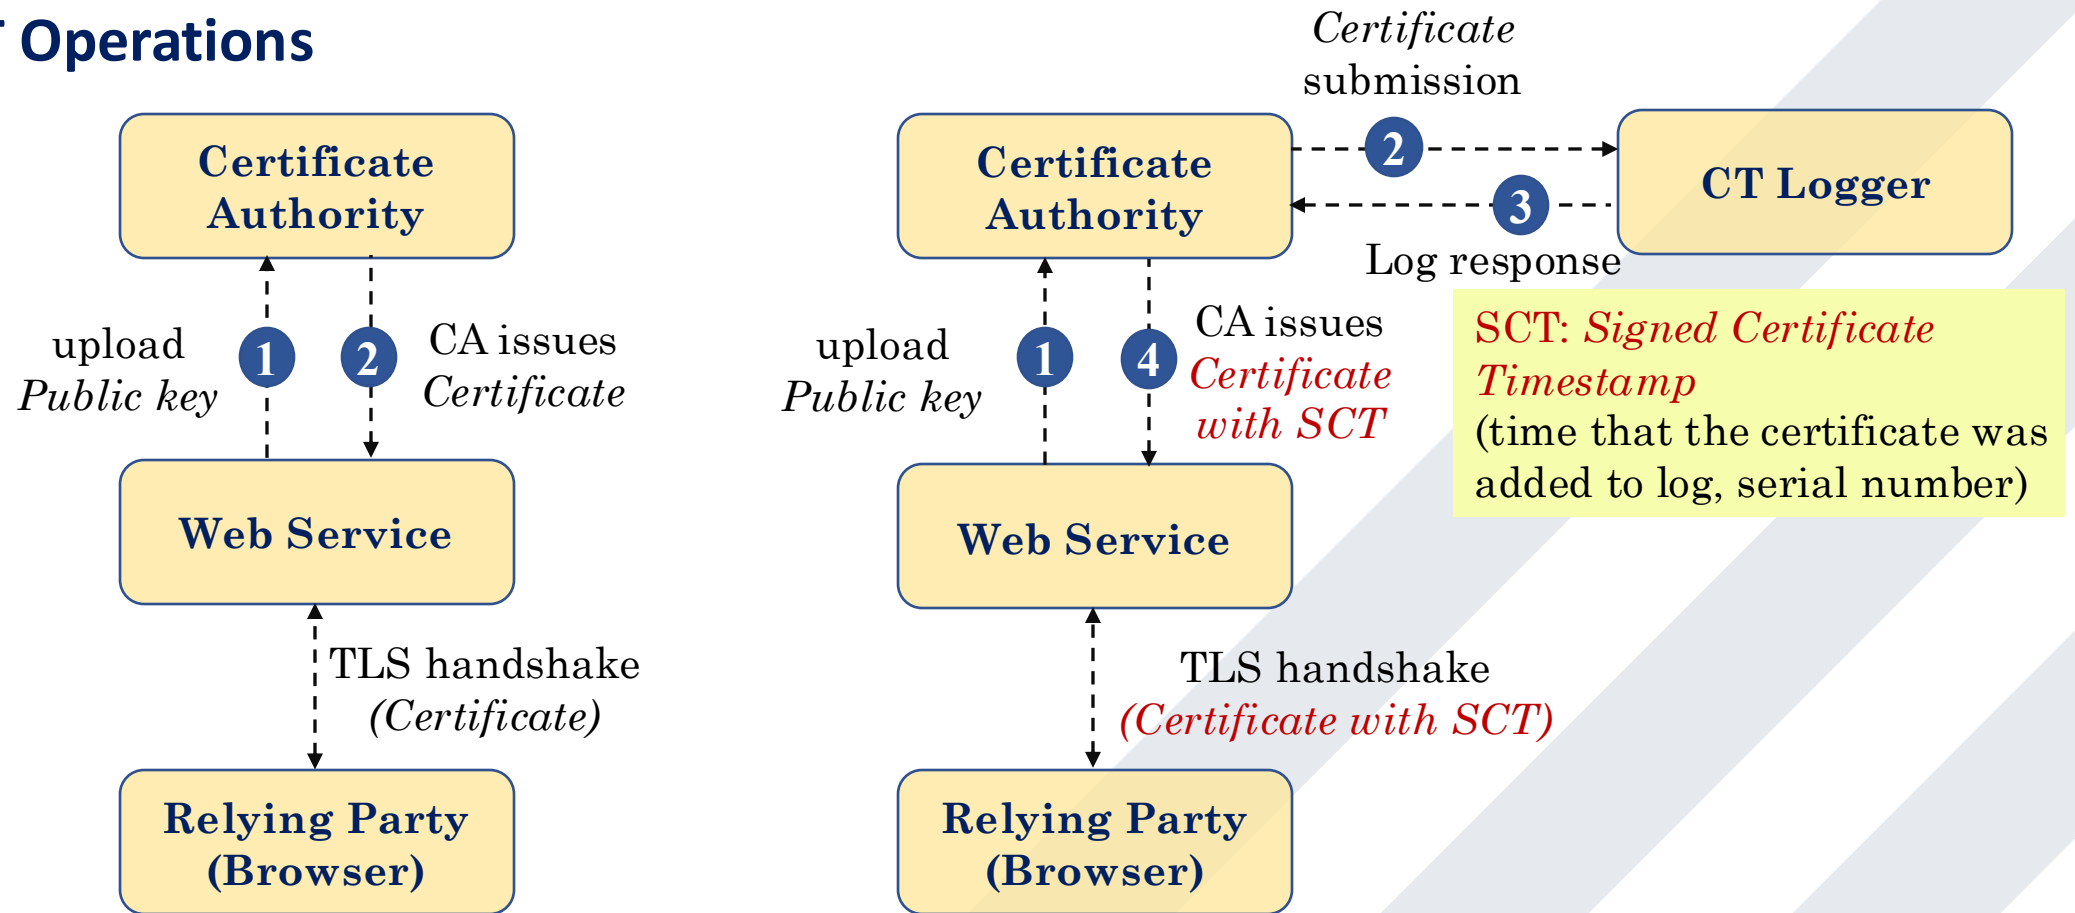 Operations
Certificate
Authority
1
upload
Public key
2
CA issues
Certificate
Web Service
TLS handshake
(Certificate)
Relying Party
(Browser)
Certificate
submission
Certificate
Authority
2
CT Logger
3
Log response
SCT: Signed Certificate
Timestamp
(time that the certificate was
added to log, serial number)
upload
Public key
1
4
CA issues
Certificate
with SCT
Web Service
TLS handshake
(Certificate with SCT)
Relying Party
(Browser)